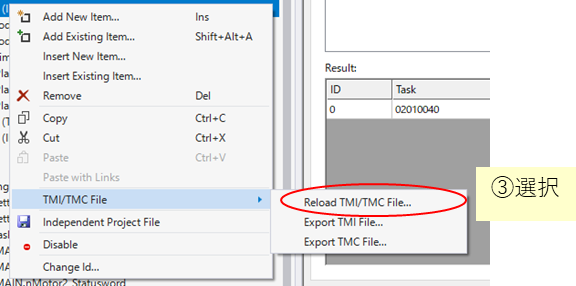 Add New Item... Ins
Add Existing Item... Shift+Alt+A
Insert New Item...
Insert Existing Item...
Remove Del
Copy Ctrl+C
Cut Ctrl+X
Paste Ctrl+V
Paste with Links
TMI/TMC File
Independent Project File
Disable
Change Id...
Reload TMI/TMC File...
Export TMI File...
Export TMC File...
Result:
ID Task
0 02010040
③選択
MAIN.nMotor2_Statusword